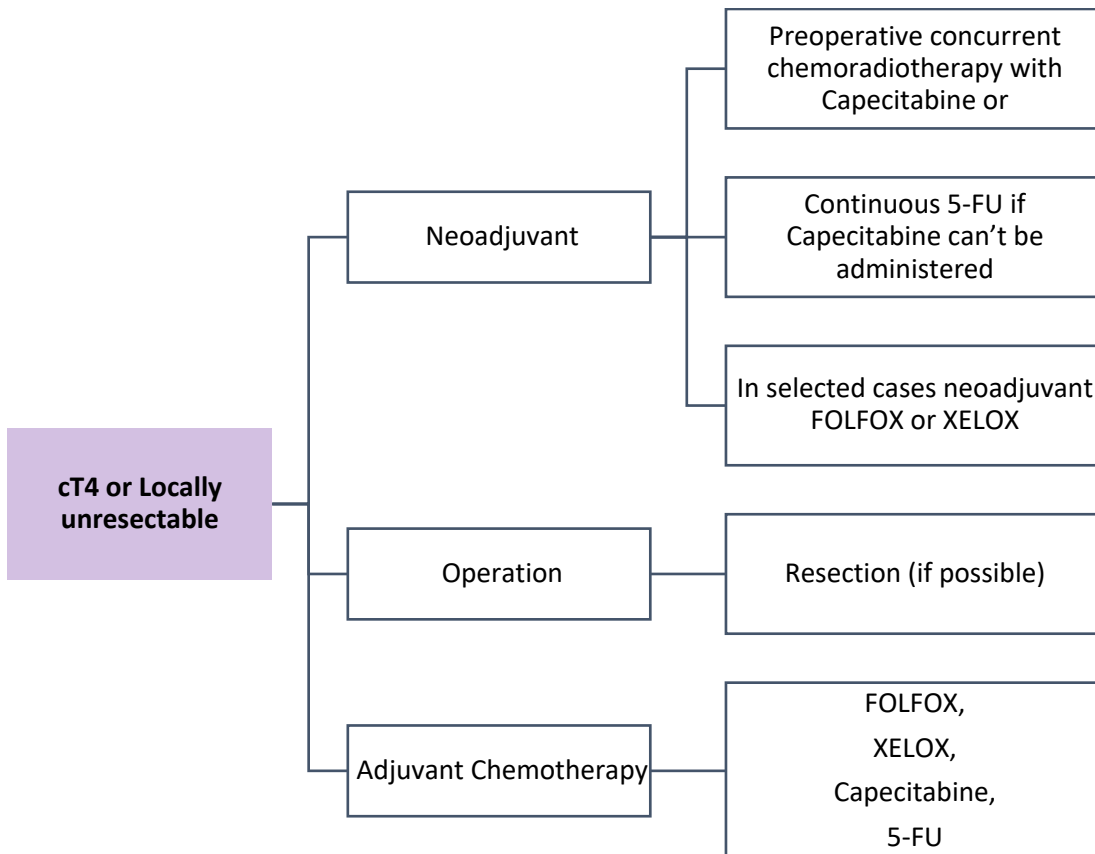 Preoperative concurrent
chemoradiotherapy with
Capecitabine or
Neoadjuvant
Continuous 5-FU if
Capecitabine can’t be
administered
In selected cases neoadjuvant
FOLFOX or XELOX
cT4 or Locally
unresectable
Operation
Resection (if possible)
Adjuvant Chemotherapy
FOLFOX,
XELOX,
Capecitabine,
5-FU